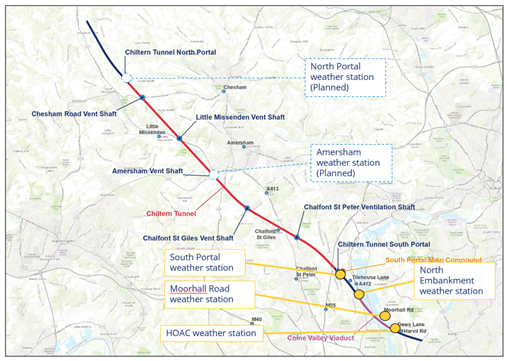 Chiltern Tunnel North Portal
North Portal
weather station
(Planned)
Chesham
Chesham Road Vent Shaft
Little Missenden Vent Shaft
Little
Missenden
Amersham
Amersham
weather station
(Planned)
Amersham Vent Shaft
A413
Chiltern Tunnel
Chalfont St Peter Ventilation Shaft
Chalfont
St Giles
Chalfont St Giles Vent Shaft
Chiltern Tunnel South Portal
South Portal Main Compound
South Portal
weather station
Chalfont
St Peter
North
Embankment
weather station
Tilehouse Lane
A412
Moorhall Road
weather station
M25
Moorhall Rd
M40
Dews Lane
Harvil Rd
HOAC weather station
Colne Valley Viaduct